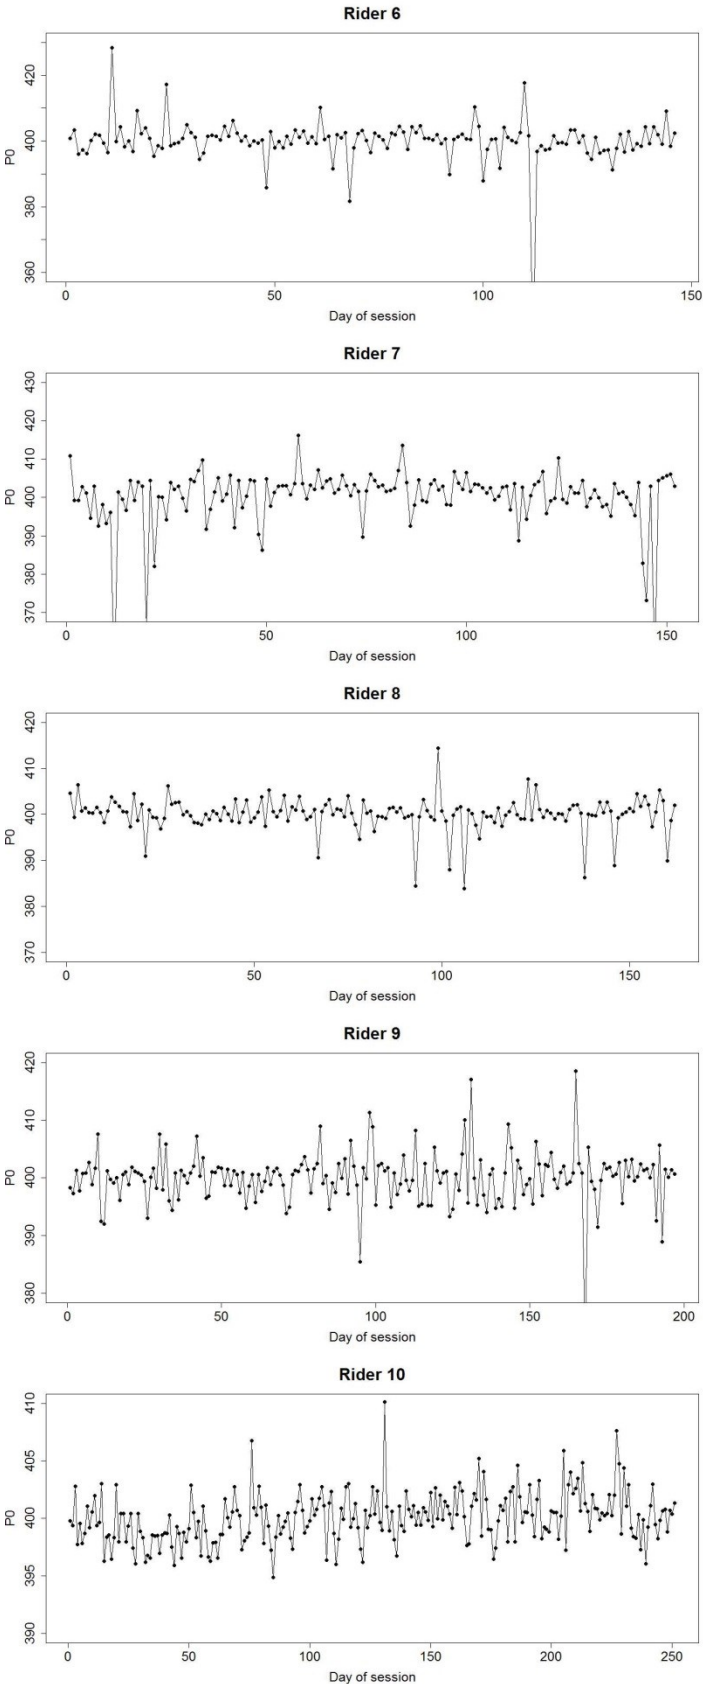 Rider 6
420
400
380
360
P0
0 50 100 150
Day of session
Rider 7
430
420
410
400
390
380
370
P0
0 50 100 150
Day of session
Rider 8
420
410
400
390
380
370
P0
0 50 100 150
Day of session
Rider 9
420
410
400
390
380
P0
0 50 100 150 200
Day of session
Rider 10
410
405
400
395
390
P0
0 50 100 150 200 250
Day of session